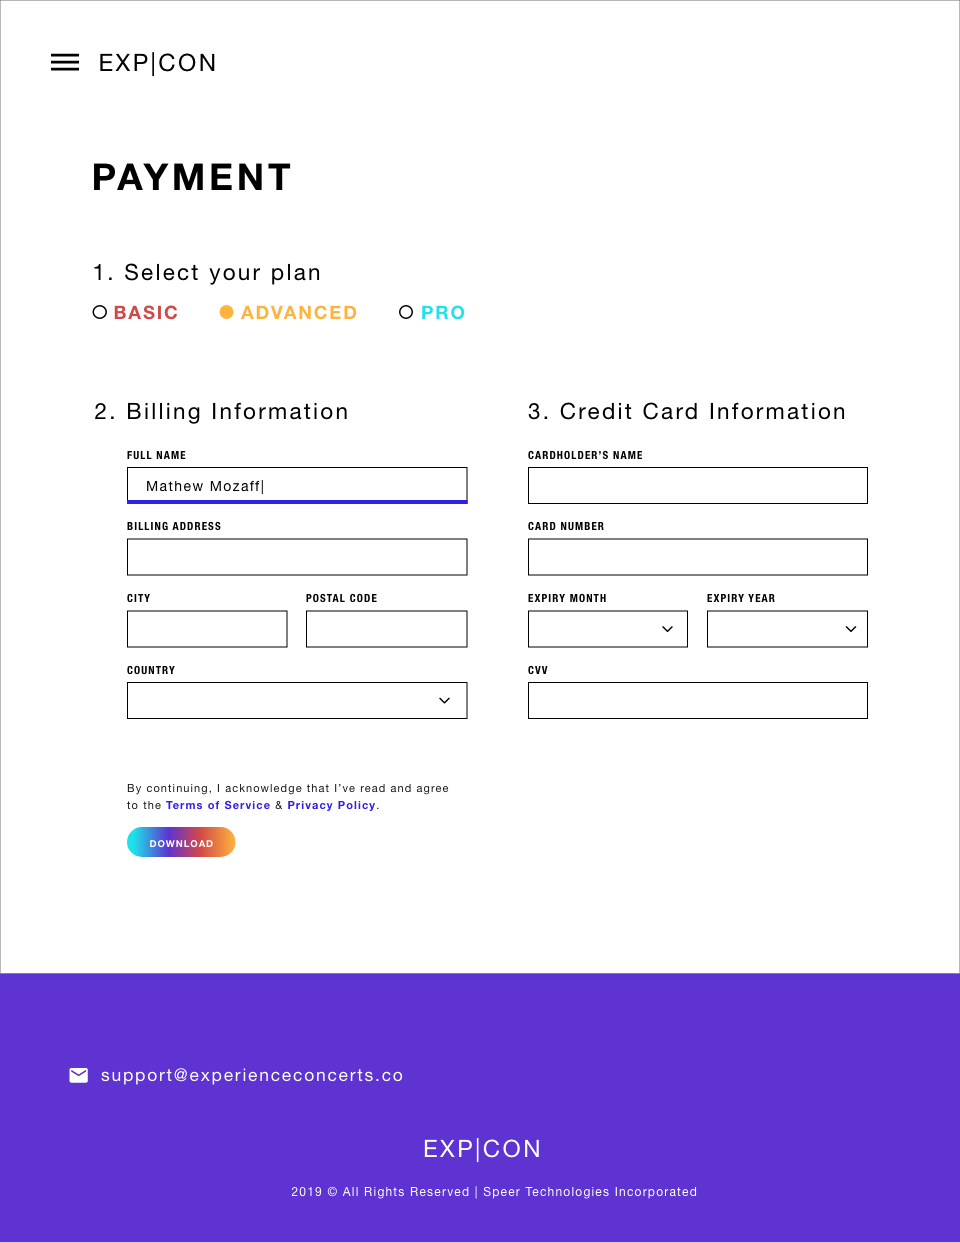 EXP|CON
PAYMENT
1. Select your plan
BASIC ADVANCED PRO
2. Billing Information
FULL NAME
Mathew Mozaff
BILLING ADDRESS
CITY POSTAL CODE
COUNTRY
3. Credit Card Information
CARDHOLDER’S NAME
CARD NUMBER
EXPIRY MONTH EXPIRY YEAR
CVV
By continuing, I acknowledge that I’ve read and agree
to the Terms of Service & Privacy Policy.
DOWNLOAD
support@experienceconcerts.co
EXP|CON
2019 © All Rights Reserved | Speer Technologies Incorporated